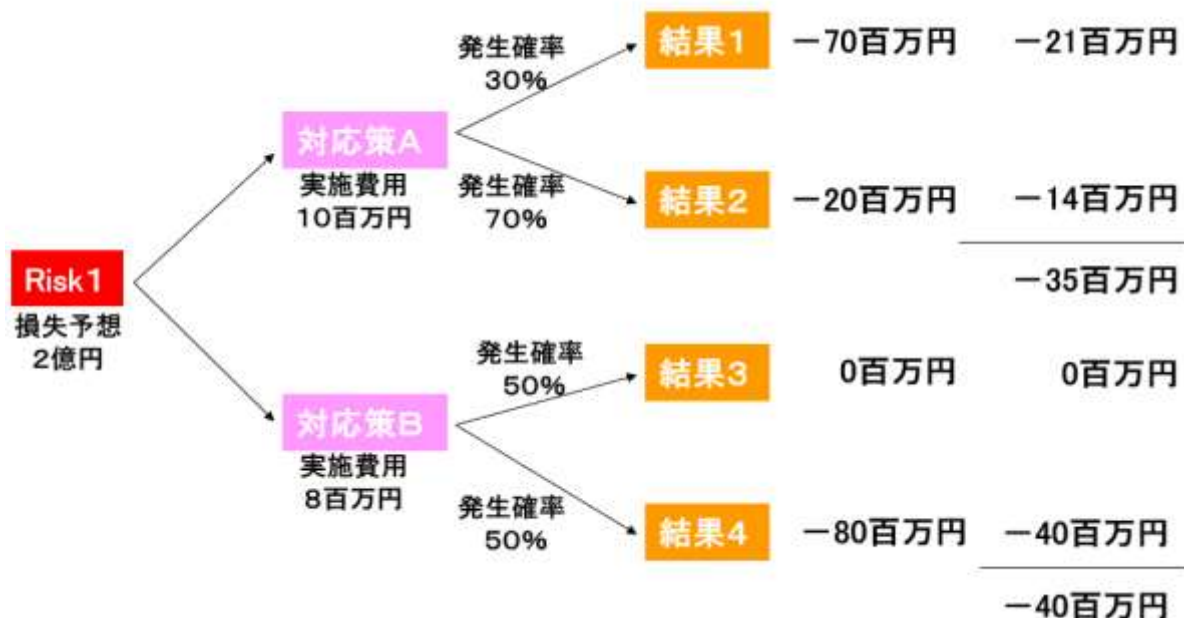 Risk1
損失予想
2億円
対応策A
実施費用
10百万円
発生確率
30%
結果1
−70百万円
−21百万円
発生確率
70%
結果2
−20百万円
−14百万円
−35百万円
対応策B
実施費用
8百万円
発生確率
50%
結果3
0百万円
0百万円
発生確率
50%
結果4
−80百万円
−40百万円
−40百万円